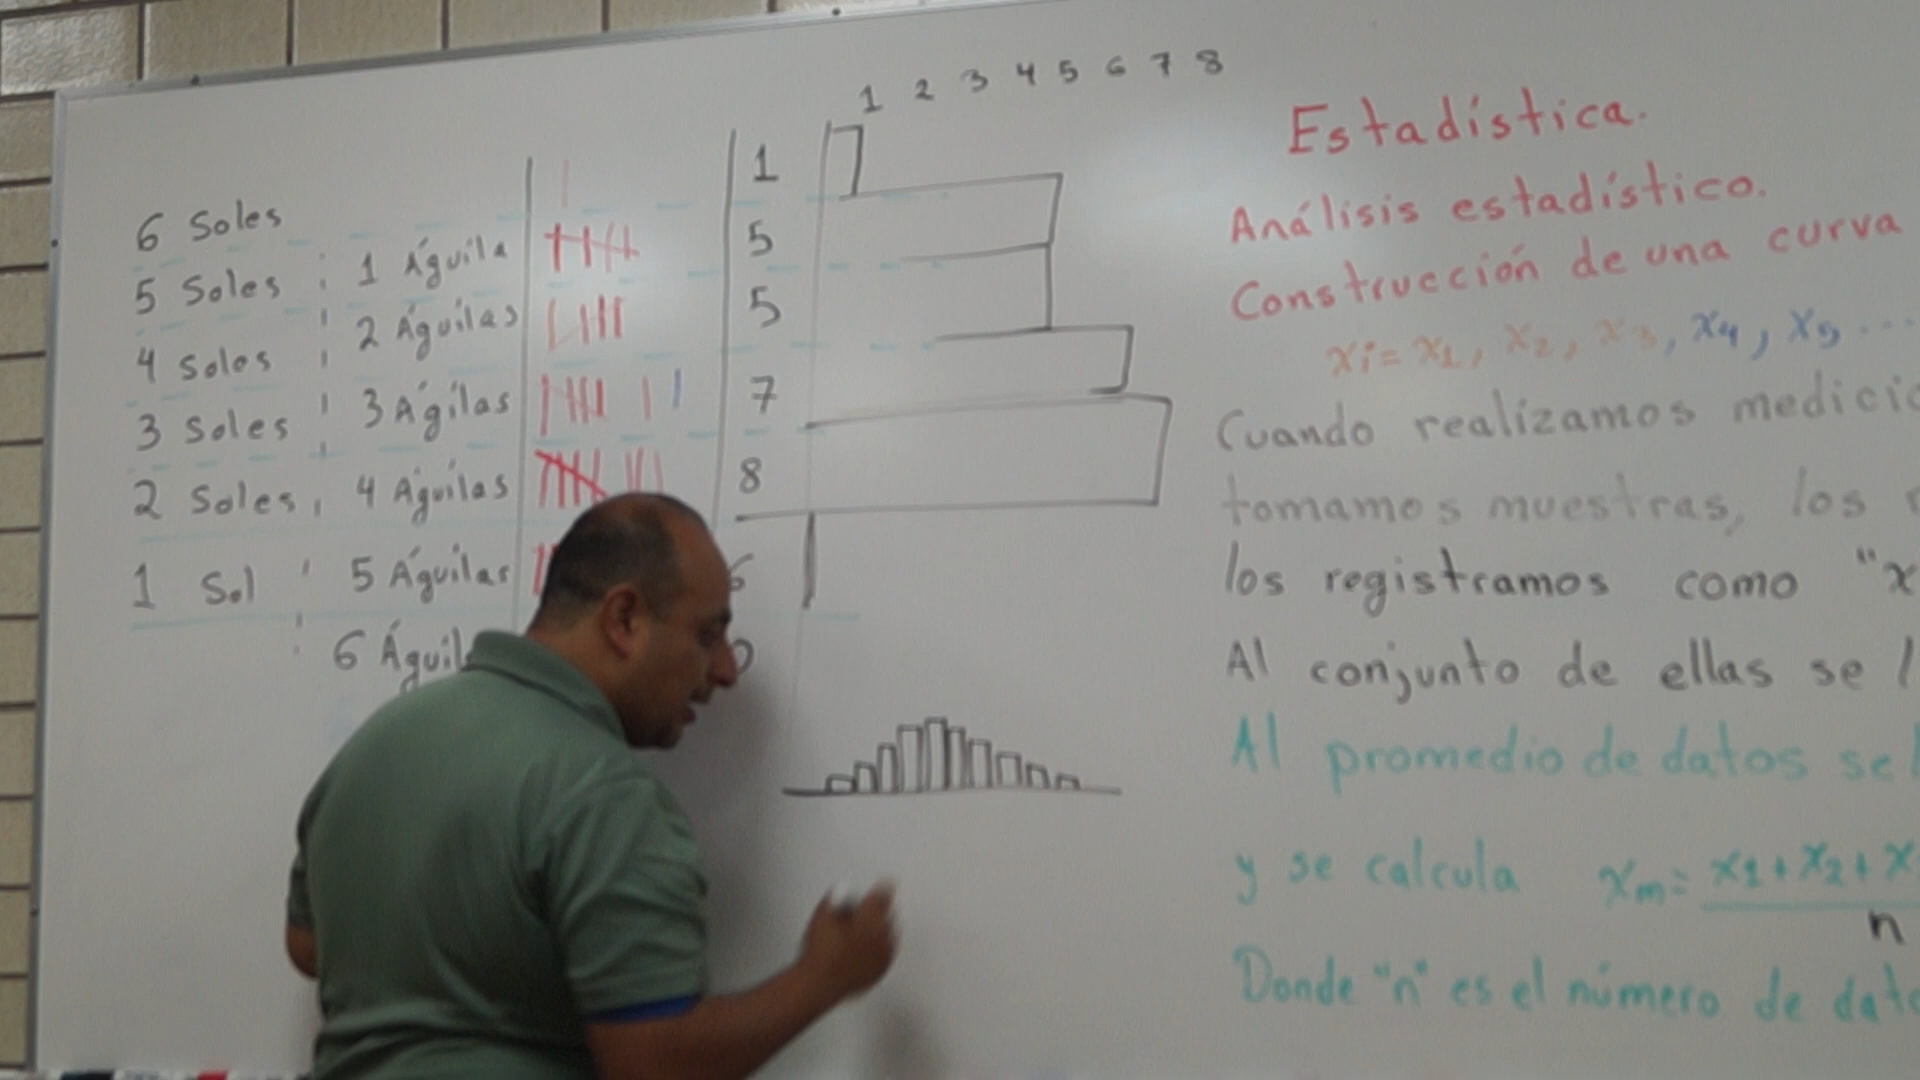 1 2 3 4 5 6 7 8
6 Soles 1
5 Soles 1 Águila 5
4 Soles 2 Águilas 5
3 Soles 3 Ágilas 7
2 Soles, 4 Águilas 8
1 Sol 5 Águilas 6
6
Estadística.
Análisis estadístico.
Construcción de una curva
xi= x1, x2, x3, x4, x5 ...
Cuando realizamos
tomamos muestras, los
los registramos como "x
Al conjunto de ellas se
Al promedio de datos se
y se calcula xm= x1+x2+x
n
Donde "n" es el número de